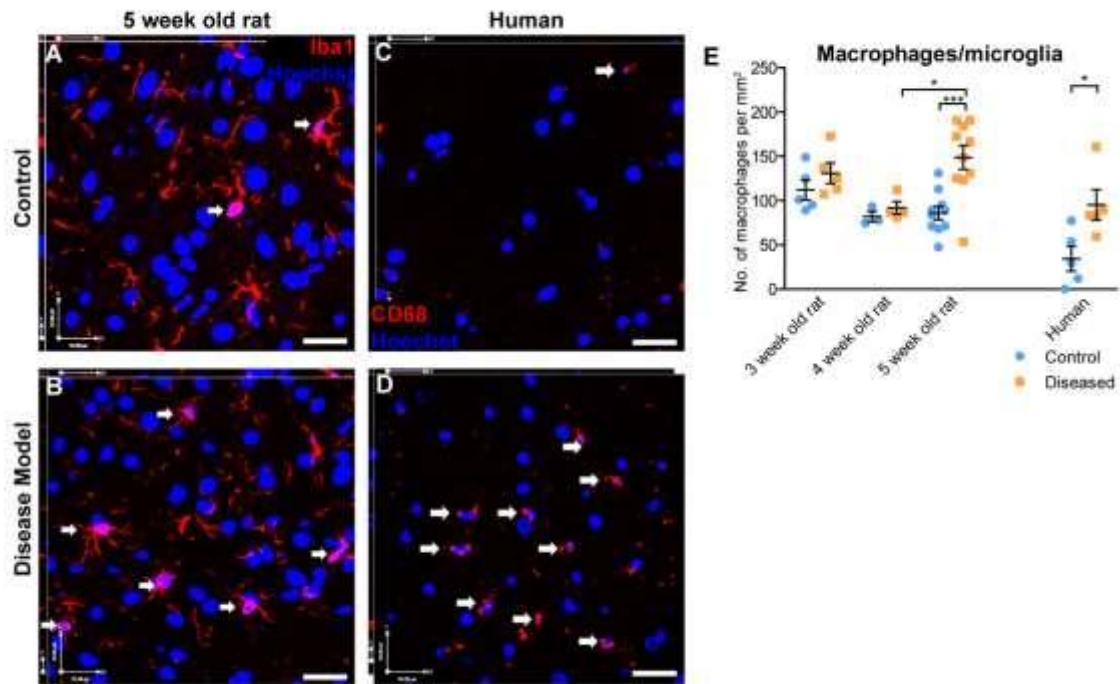 5 week old rat
Human
Control
Disease Model
A
Iba1
Hoechst
C
CD68
Hoechst
B
D
E
Macrophages/microglia
No. of macrophages per mm²
250
200
150
100
50
0
*
***
*
3 week old rat
4 week old rat
5 week old rat
Human
Control
Diseased